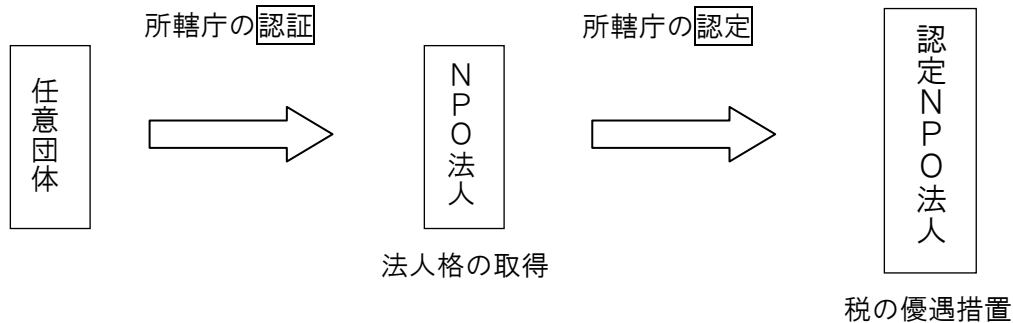 所轄庁の認証
所轄庁の認定
任意団体
NPO法人
認定NPO法人
法人格の取得
税の優遇措置